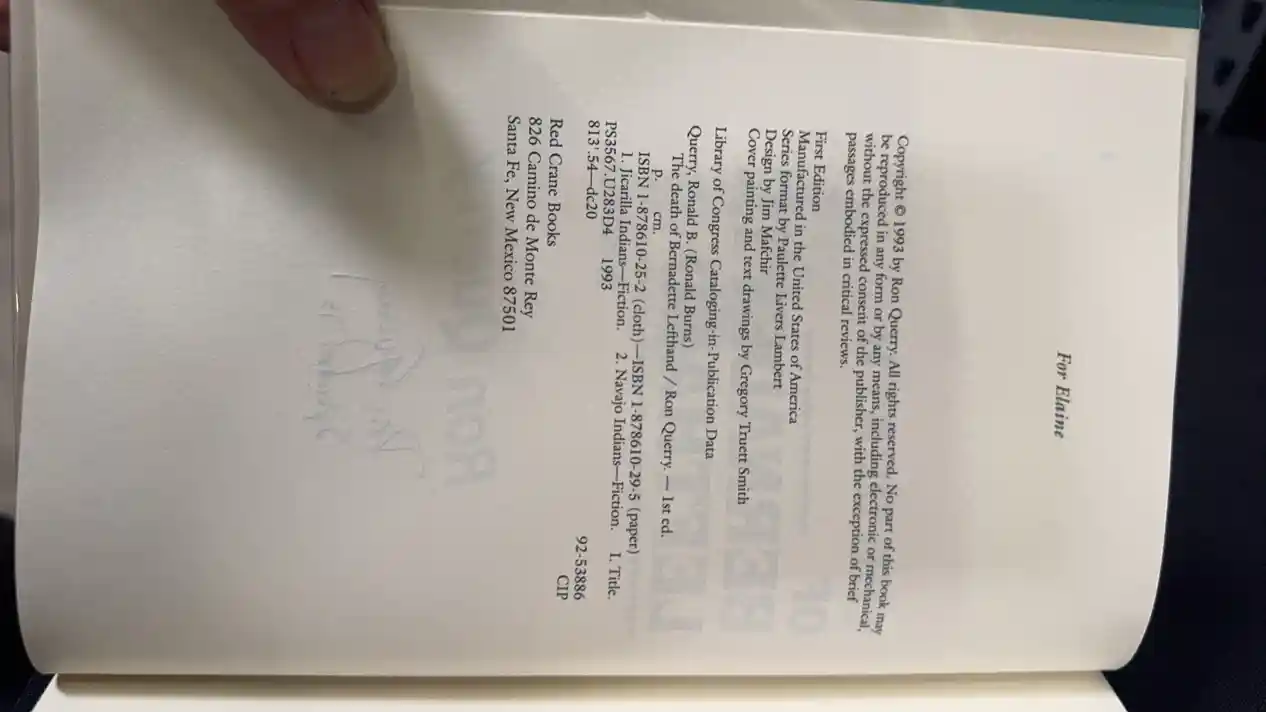 For Elaine
Copyright © 1993 by Ron Querry. All rights reserved. No part of this book may
be reproduced in any form or by any means, including electronic or mechanical,
without the expressed consent of the publisher, with the exception of brief
passages embodied in critical reviews.
First Edition
Manufactured in the United States of America
Series format by Paulette Livers Lambert
Design by Jim Mafchir
Cover painting and text drawings by Gregory Truett Smith
Library of Congress Cataloging-in-Publication Data
Querry, Ronald B. (Ronald Burns)
The death of Bernadette Lefthand / Ron Querry. — 1st ed.
p. cm.
ISBN 1-878610-25-2 (cloth)—ISBN 1-878610-29-5 (paper)
1. Jicarilla Indians—Fiction. 2. Navajo Indians—Fiction. I. Title.
PS3567.U283D4 1993
813'.54—dc20
92-53886
CIP
Red Crane Books
826 Camino de Monte Rey
Santa Fe, New Mexico 87501